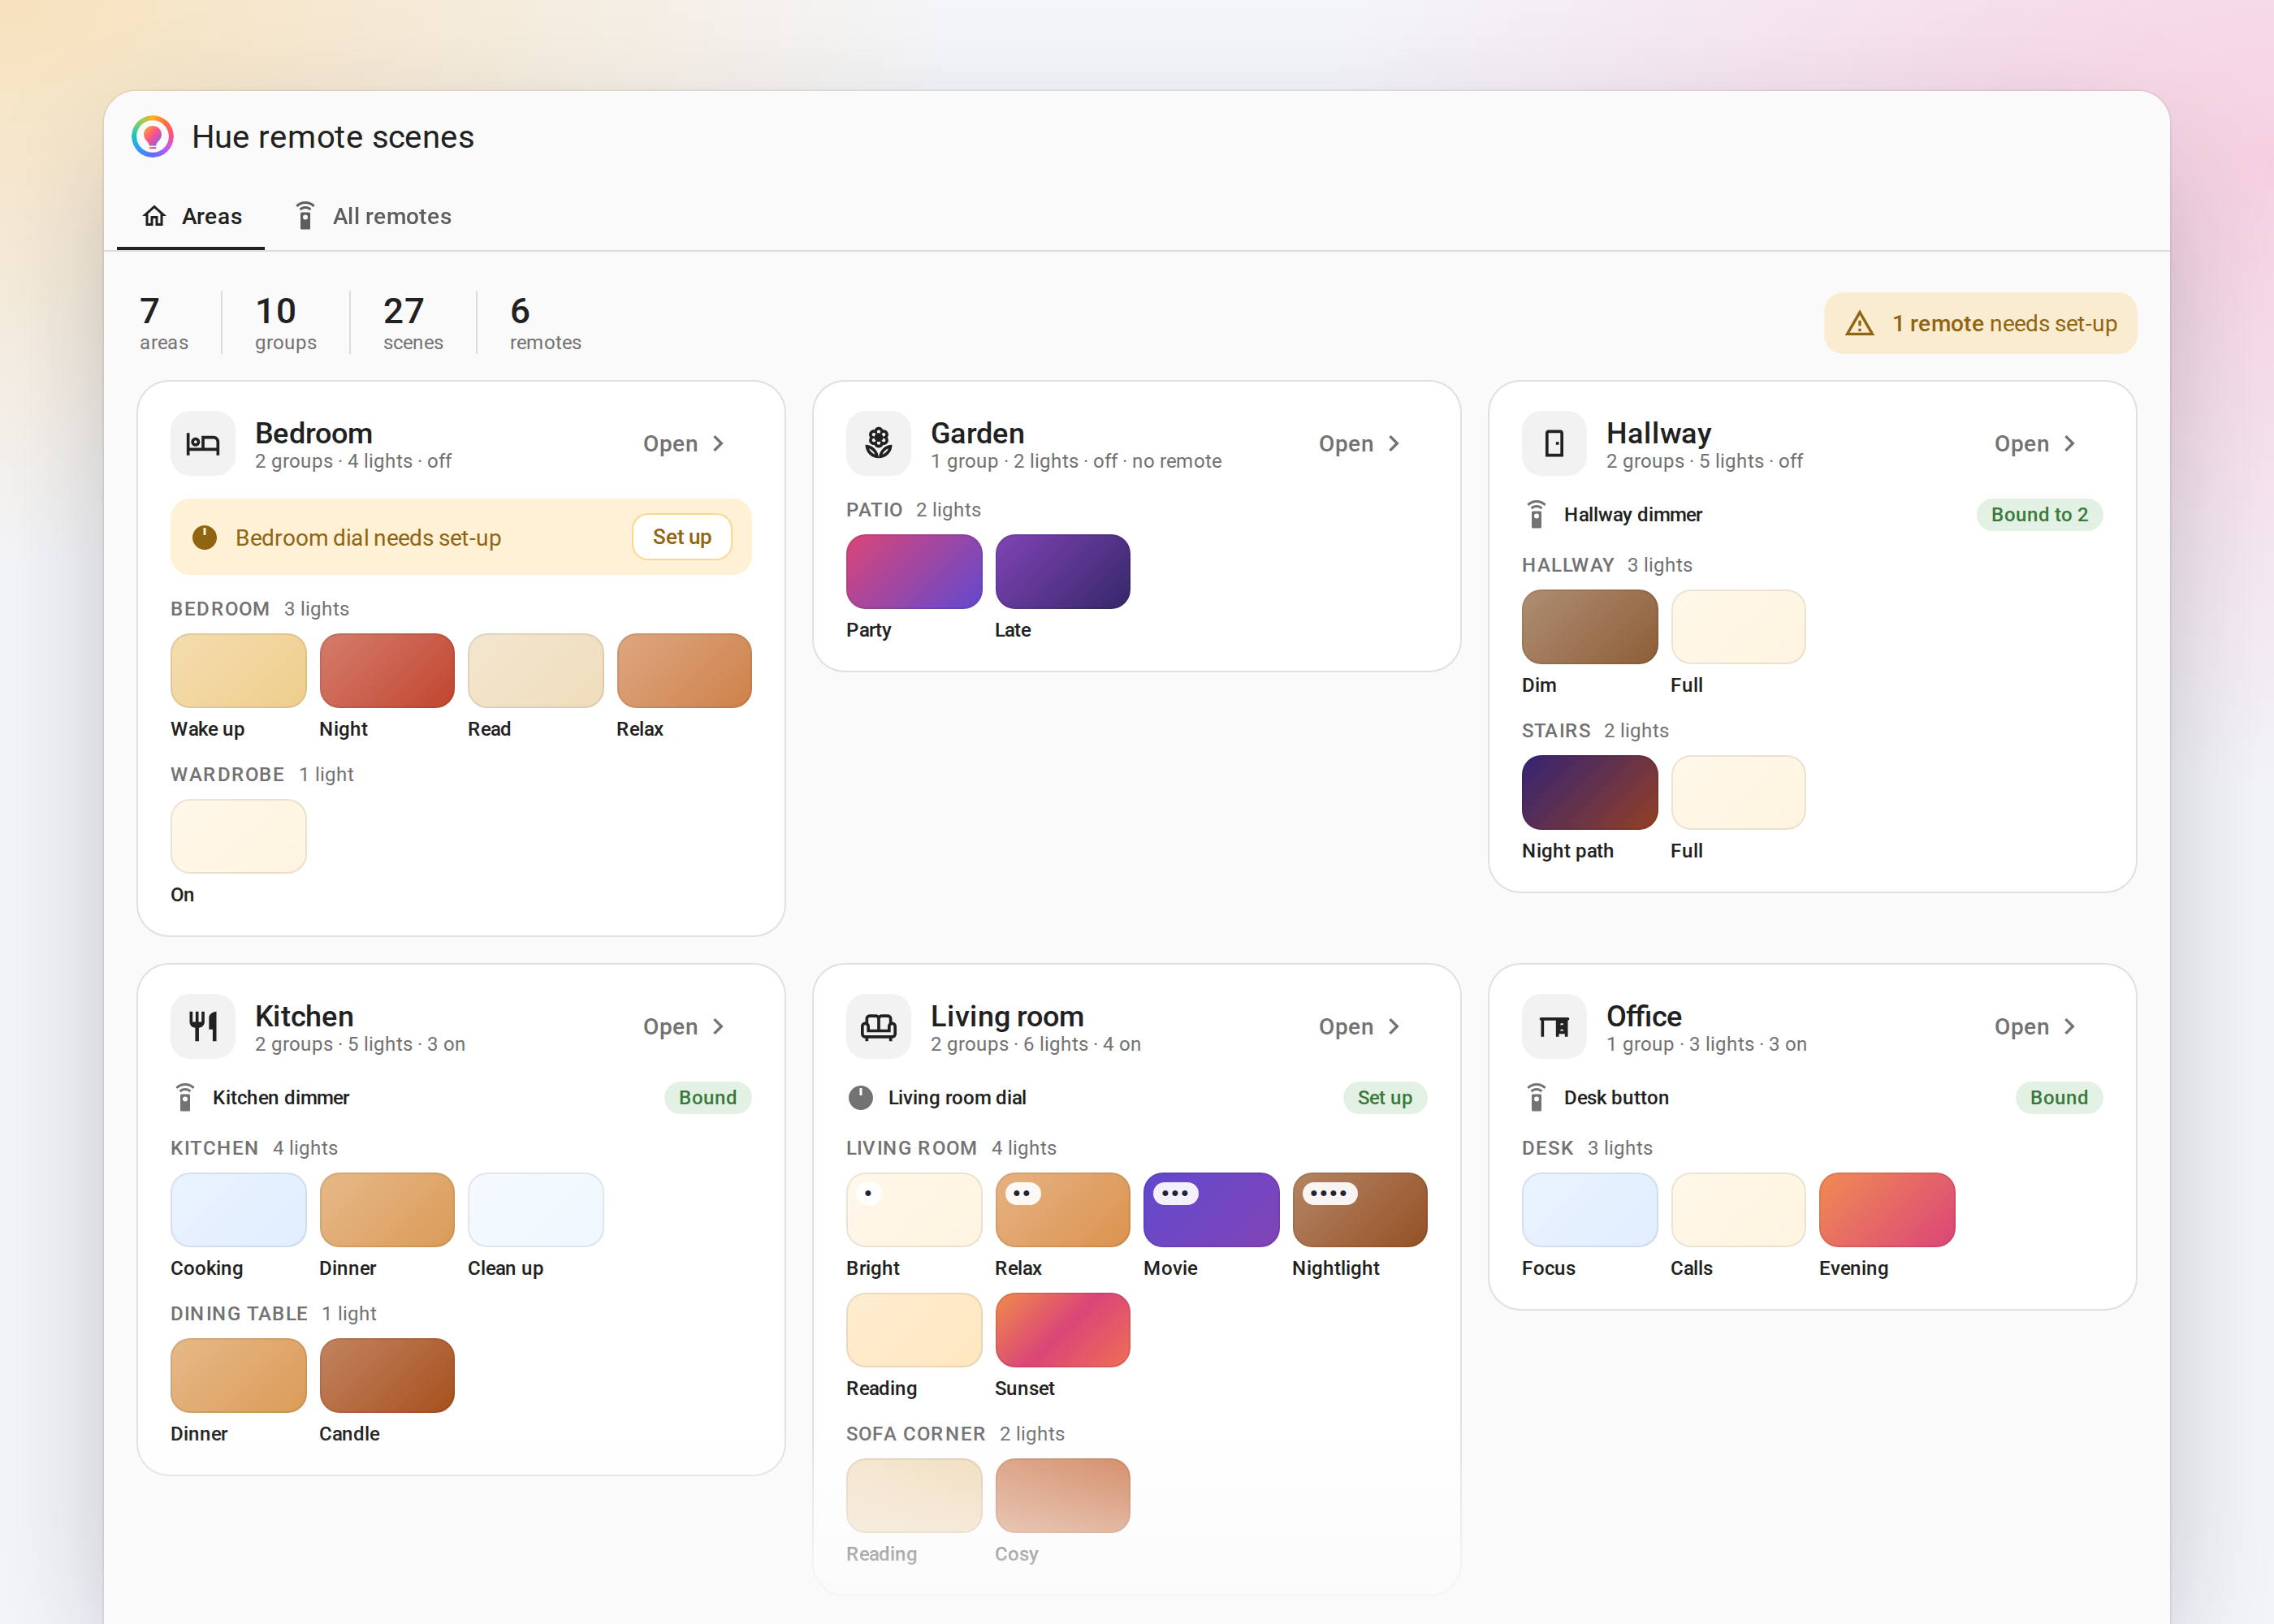 Hue remote scenes
Areas
All remotes
7
areas
10
groups
27
scenes
6
remotes
1 remote needs set-up
Bedroom
2 groups · 4 lights · off
Open
Bedroom dial needs set-up
Set up
BEDROOM 3 lights
Wake up
Night
Read
Relax
WARDROBE 1 light
On
Garden
1 group · 2 lights · off · no remote
Open
PATIO 2 lights
Party
Late
Hallway
2 groups · 5 lights · off
Open
Hallway dimmer
Bound to 2
HALLWAY 3 lights
Dim
Full
STAIRS 2 lights
Night path
Full
Kitchen
2 groups · 5 lights · 3 on
Open
Kitchen dimmer
Bound
KITCHEN 4 lights
Cooking
Dinner
Clean up
DINING TABLE 1 light
Dinner
Candle
Living room
2 groups · 6 lights · 4 on
Open
Living room dial
Set up
LIVING ROOM 4 lights
Bright
Relax
Movie
Nightlight
Reading
Sunset
SOFA CORNER 2 lights
Reading
Cosy
Office
1 group · 3 lights · 3 on
Open
Desk button
Bound
DESK 3 lights
Focus
Calls
Evening